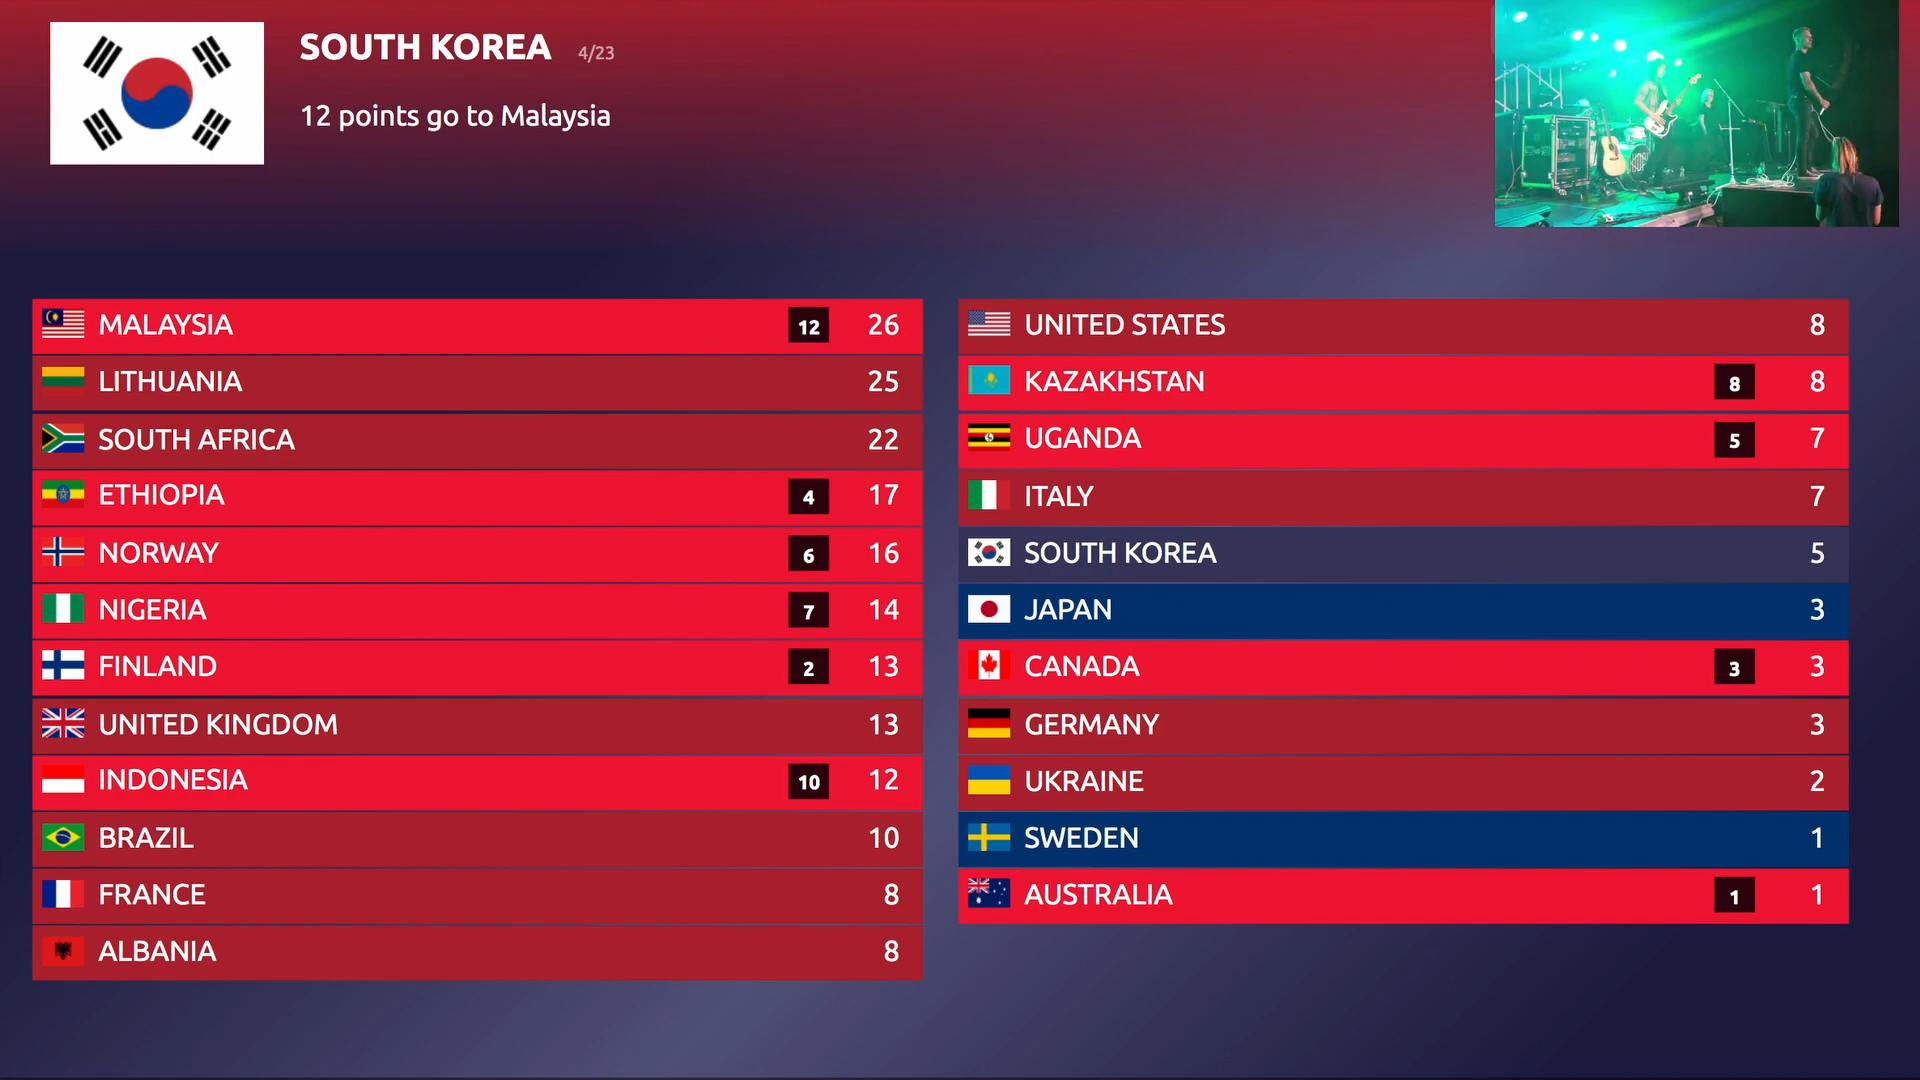 SOUTH KOREA 4/23
12 points go to Malaysia
MALAYSIA 12 26
LITHUANIA 25
SOUTH AFRICA 22
ETHIOPIA 4 17
NORWAY 6 16
NIGERIA 7 14
FINLAND 2 13
UNITED KINGDOM 13
INDONESIA 10 12
BRAZIL 10
FRANCE 8
ALBANIA 8
UNITED STATES 8
KAZAKHSTAN 8 8
UGANDA 5 7
ITALY 7
SOUTH KOREA 5
JAPAN 3
CANADA 3 3
GERMANY 3
UKRAINE 2
SWEDEN 1
AUSTRALIA 1 1